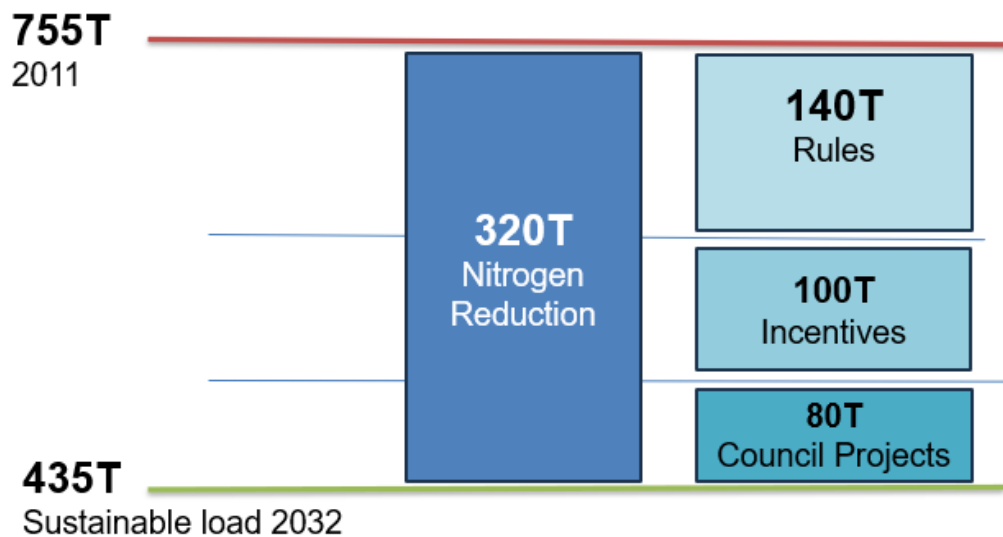 755T
2011
140T
Rules
320T
Nitrogen
Reduction
100T
Incentives
80T
Council Projects
435T
Sustainable load 2032